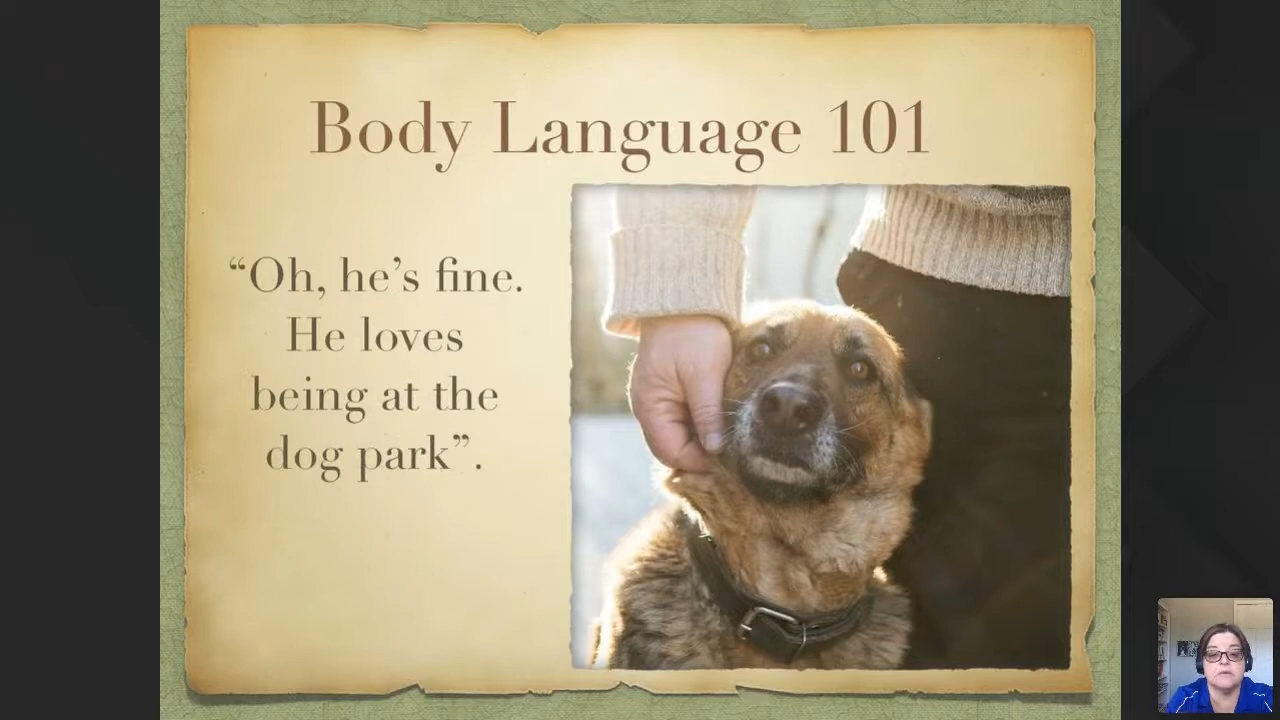 Body Language 101
“Oh, he’s fine.
He loves
being at the
dog park”.